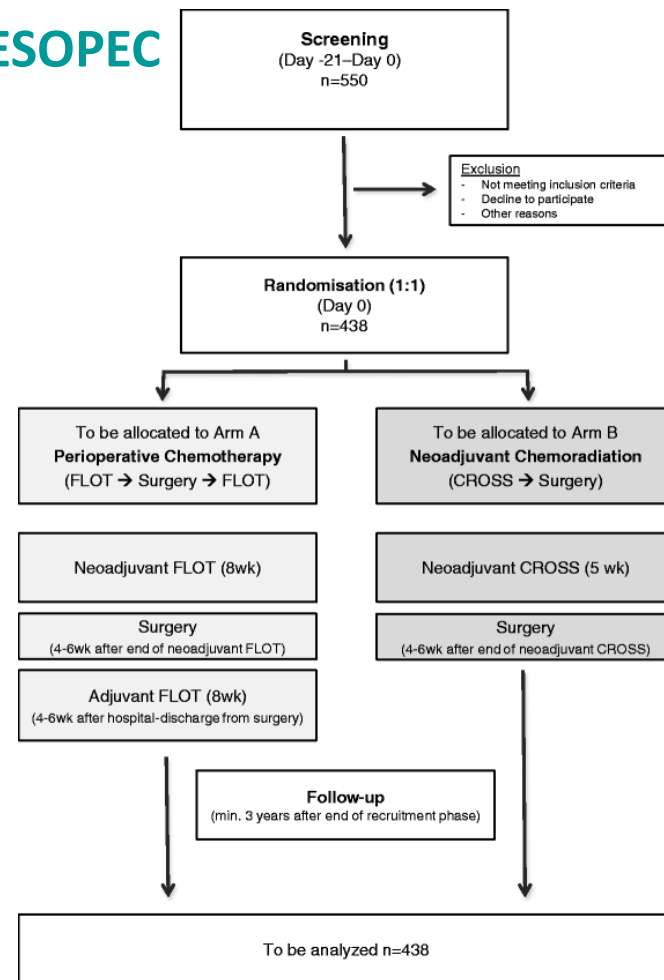 ESOPEC
Screening
(Day -21–Day 0)
n=550
Exclusion
- Not meeting inclusion criteria
- Decline to participate
- Other reasons
Randomisation (1:1)
(Day 0)
n=438
To be allocated to Arm A
Perioperative Chemotherapy
(FLOT ➔ Surgery ➔ FLOT)
To be allocated to Arm B
Neoadjuvant Chemoradiation
(CROSS ➔ Surgery)
Neoadjuvant FLOT (8wk)
Neoadjuvant CROSS (5 wk)
Surgery
(4-6wk after end of neoadjuvant FLOT)
Surgery
(4-6wk after end of neoadjuvant CROSS)
Adjuvant FLOT (8wk)
(4-6wk after hospital-discharge from surgery)
Follow-up
(min. 3 years after end of recruitment phase)
To be analyzed n=438